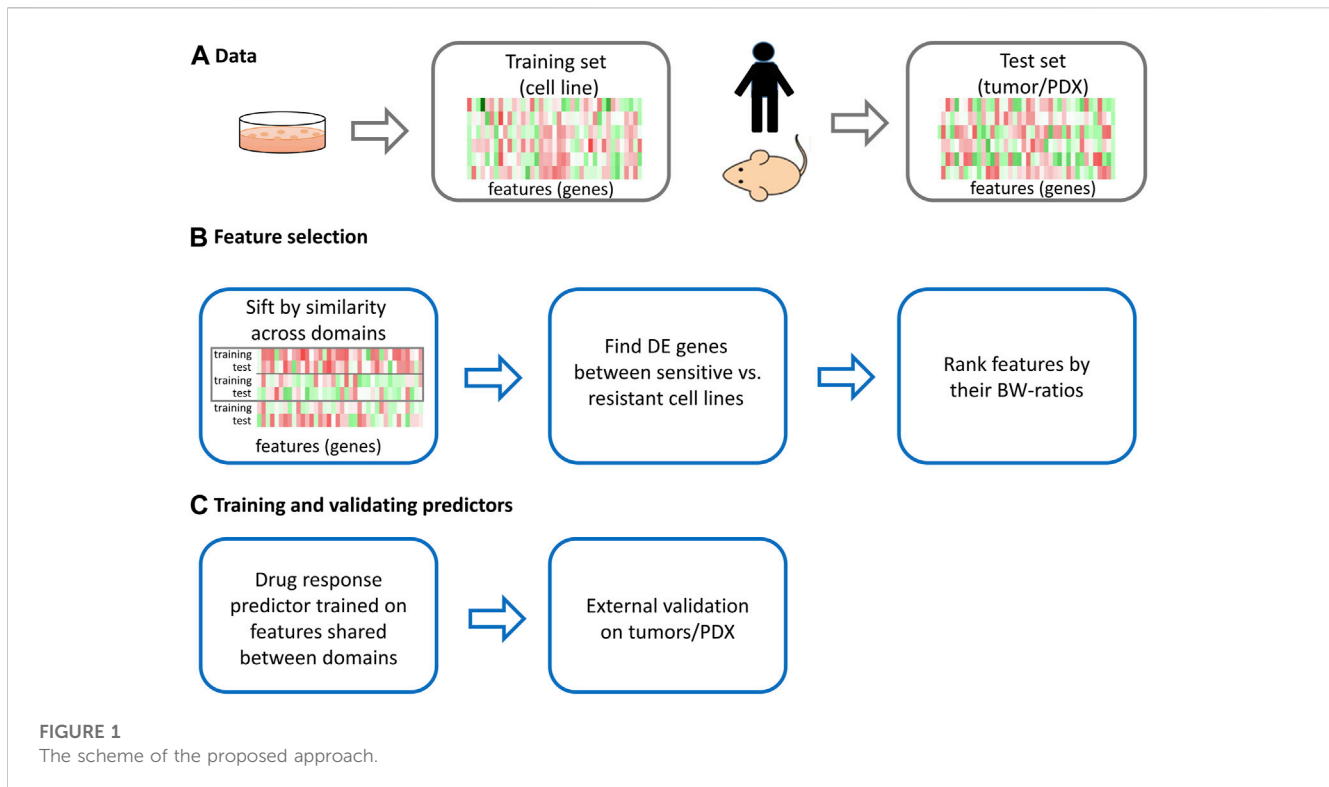 A Data
Training set
(cell line)
features (genes)
Test set
(tumor/PDX)
features (genes)
B Feature selection
Sift by similarity
across domains
training
test
training
test
training
test
features (genes)
Find DE genes
between sensitive vs.
resistant cell lines
Rank features by
their BW-ratios
C Training and validating predictors
Drug response
predictor trained on
features shared
between domains
External validation
on tumors/PDX
FIGURE 1
The scheme of the proposed approach.